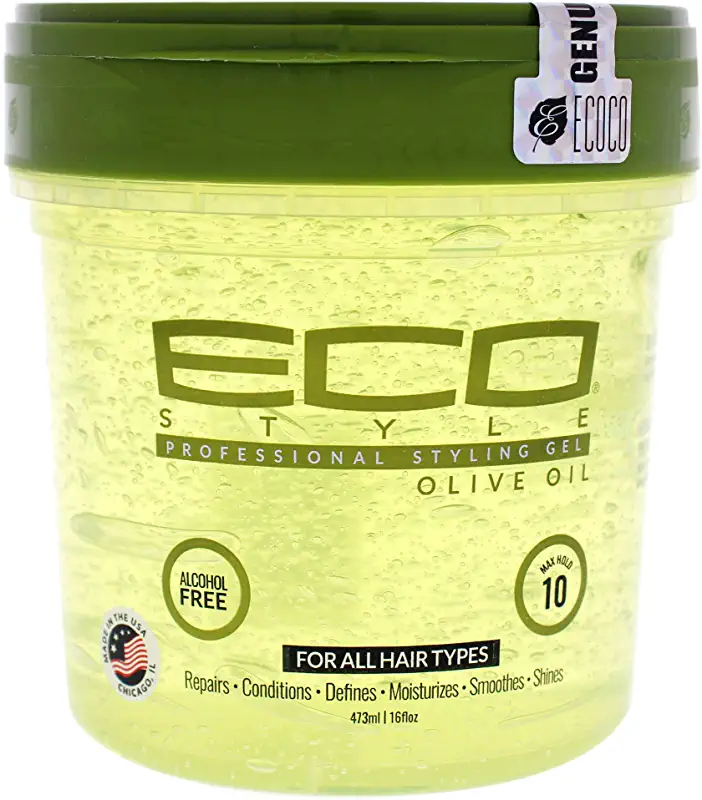 GENU
ECOCO
ECO®
STYLE
PROFESSIONAL STYLING GEL
OLIVE OIL
ALCOHOL
FREE
MAX HOLD
10
MADE IN THE USA
CHICAGO, IL
FOR ALL HAIR TYPES
Repairs • Conditions • Defines • Moisturizes • Smoothes • Shines
473ml | 16floz